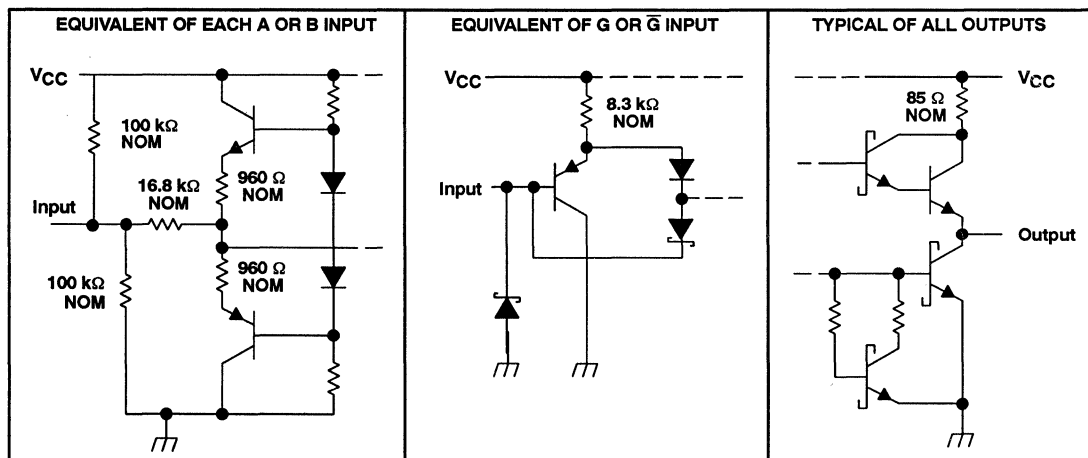 EQUIVALENT OF EACH A OR B INPUT
VCC
100 kΩ
NOM
16.8 kΩ
NOM
960 Ω
NOM
Input
960 Ω
NOM
100 kΩ
NOM
EQUIVALENT OF G OR G̅ INPUT
VCC
8.3 kΩ
NOM
Input
TYPICAL OF ALL OUTPUTS
VCC
85 Ω
NOM
Output